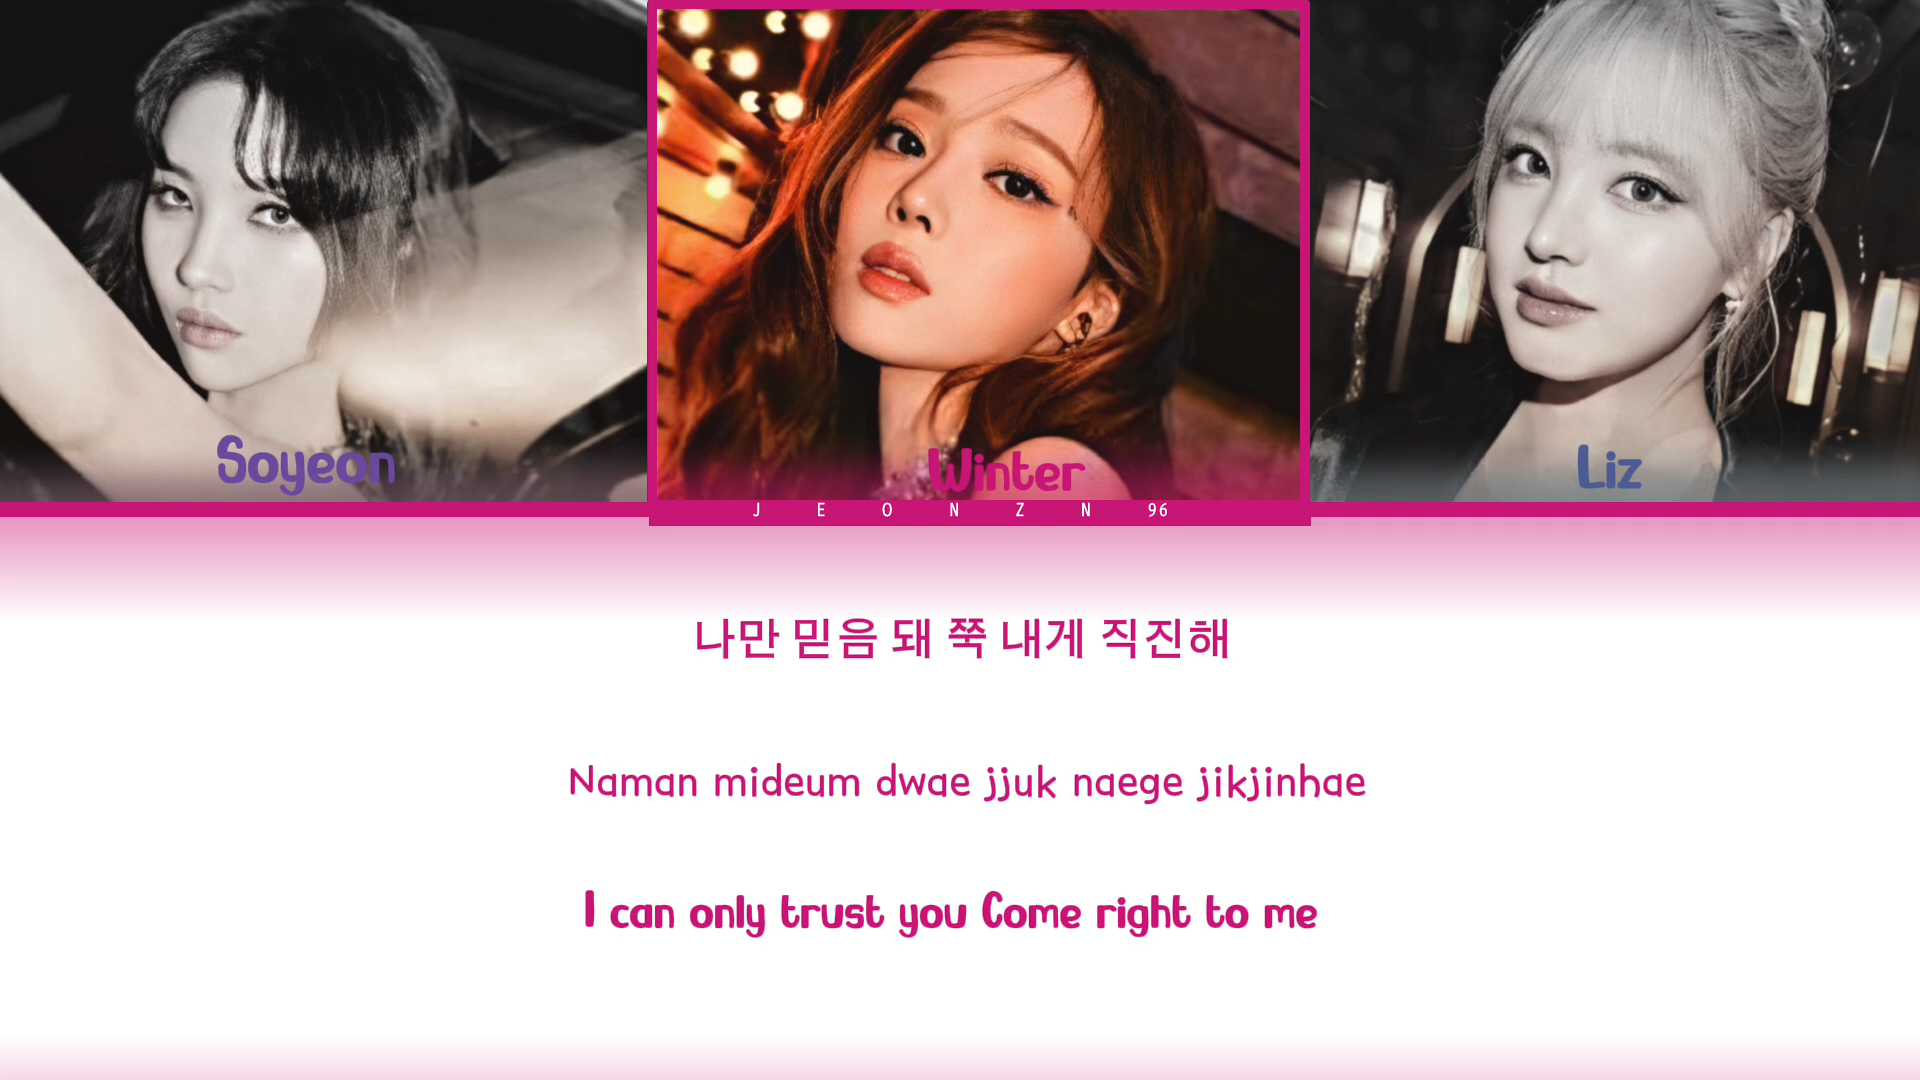 Soyeon
Winter
Liz
JEONZN96
나만 믿음 돼 쭉 내게 직진해
Naman mideum dwae jjuk naege jikjinhae
I can only trust you Come right to me